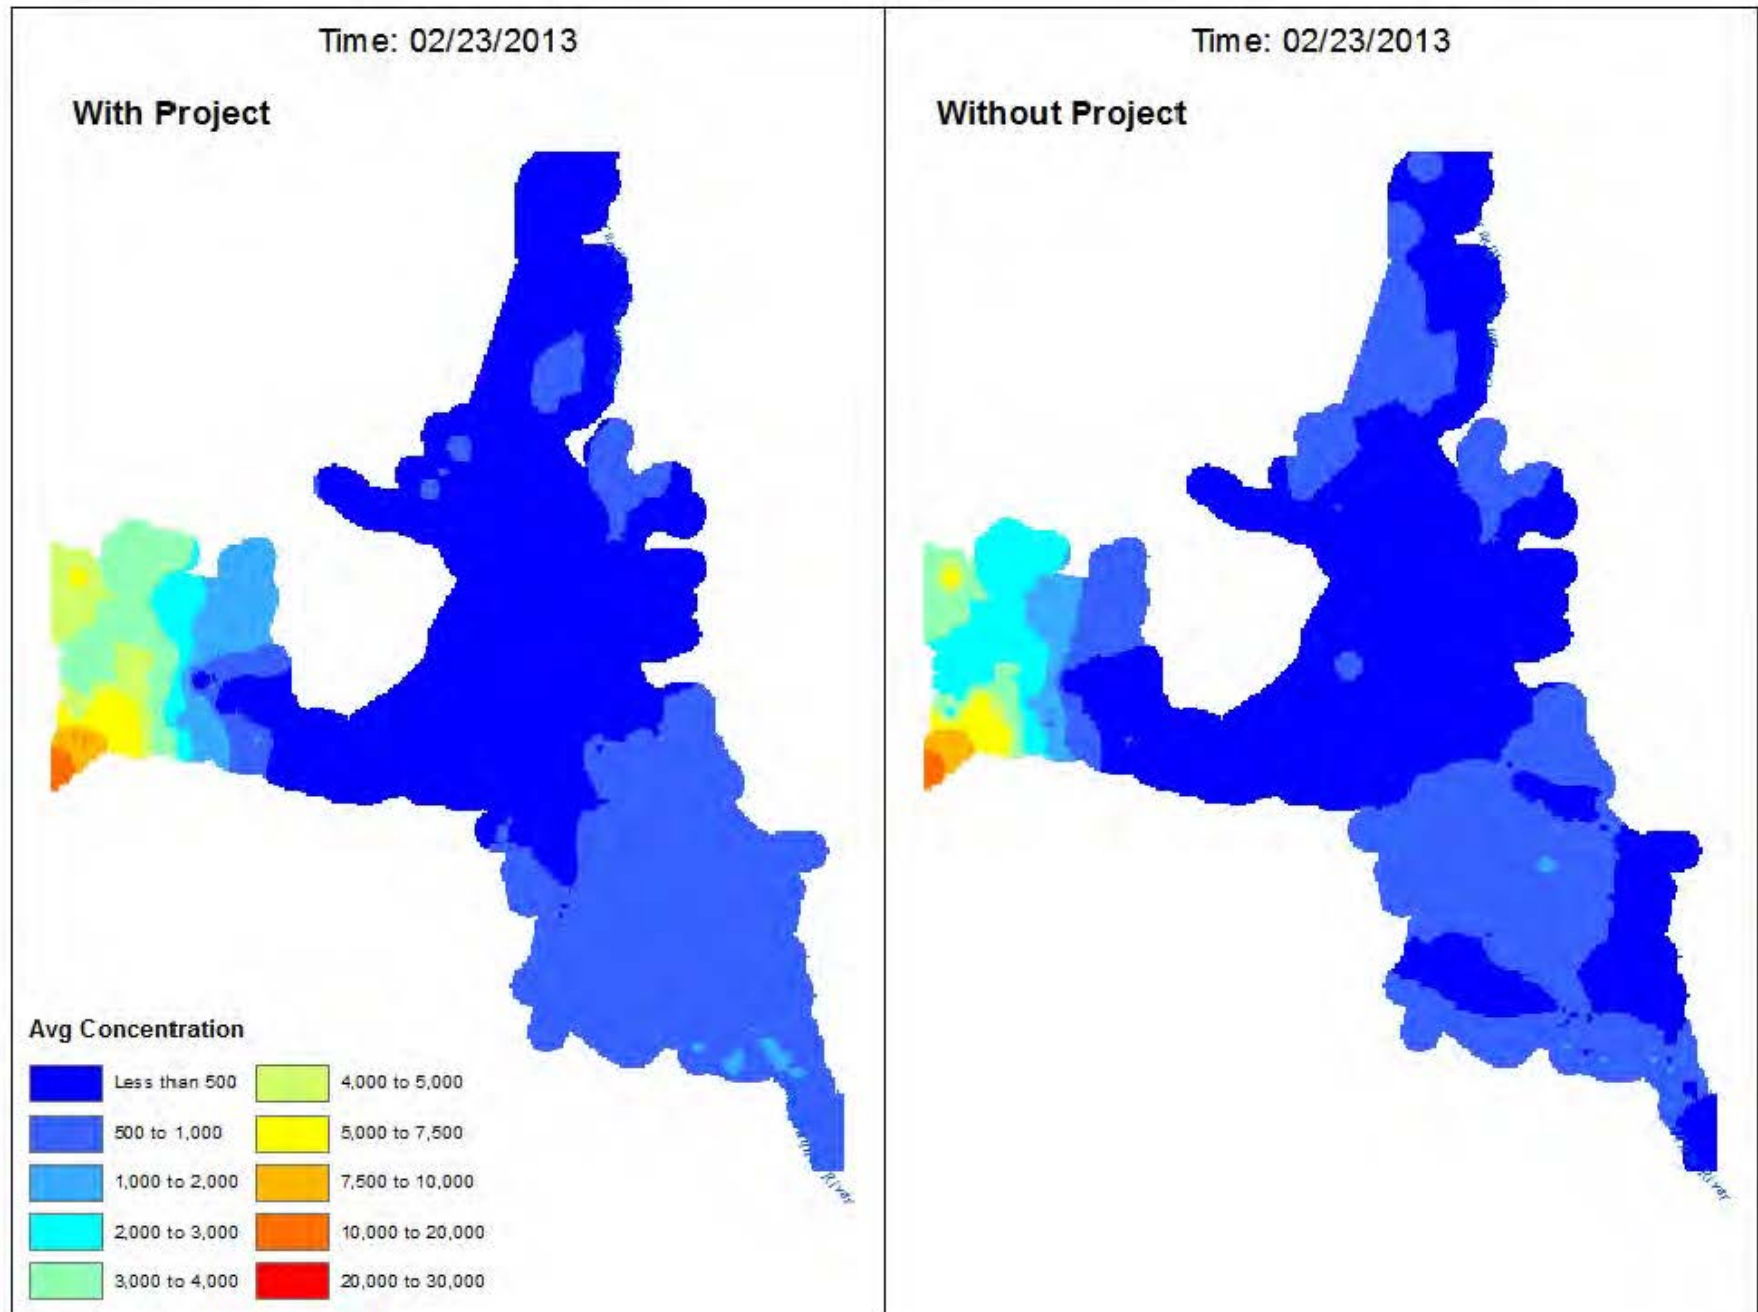 Time: 02/23/2013
With Project
Time: 02/23/2013
Without Project
Avg Concentration
Less than 500
500 to 1,000
1,000 to 2,000
2,000 to 3,000
3,000 to 4,000
4,000 to 5,000
5,000 to 7,500
7,500 to 10,000
10,000 to 20,000
20,000 to 30,000
River
River